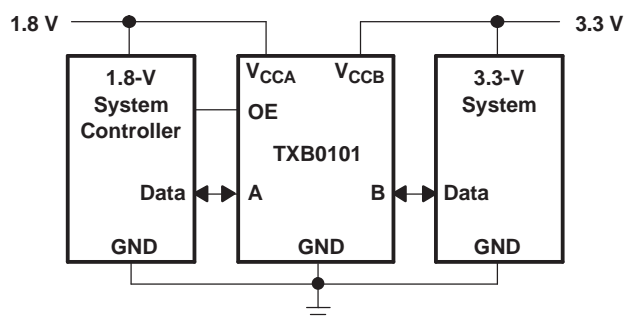 1.8 V
3.3 V
1.8-V
System
Controller
VCCA
VCCB
OE
TXB0101
3.3-V
System
Data
A
B
Data
GND
GND
GND